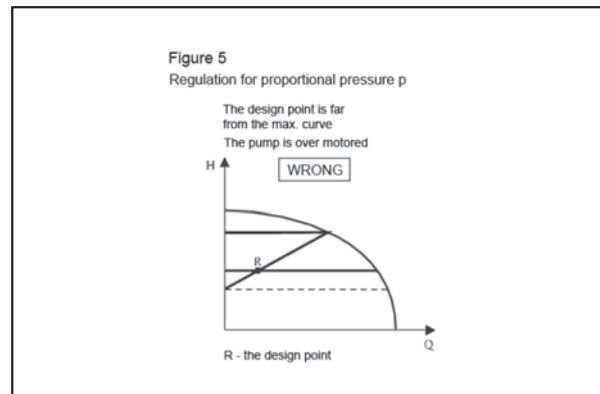 Figure 5
Regulation for proportional pressure p
The design point is far
from the max. curve
The pump is over motored
WRONG
H
R
Q
R - the design point